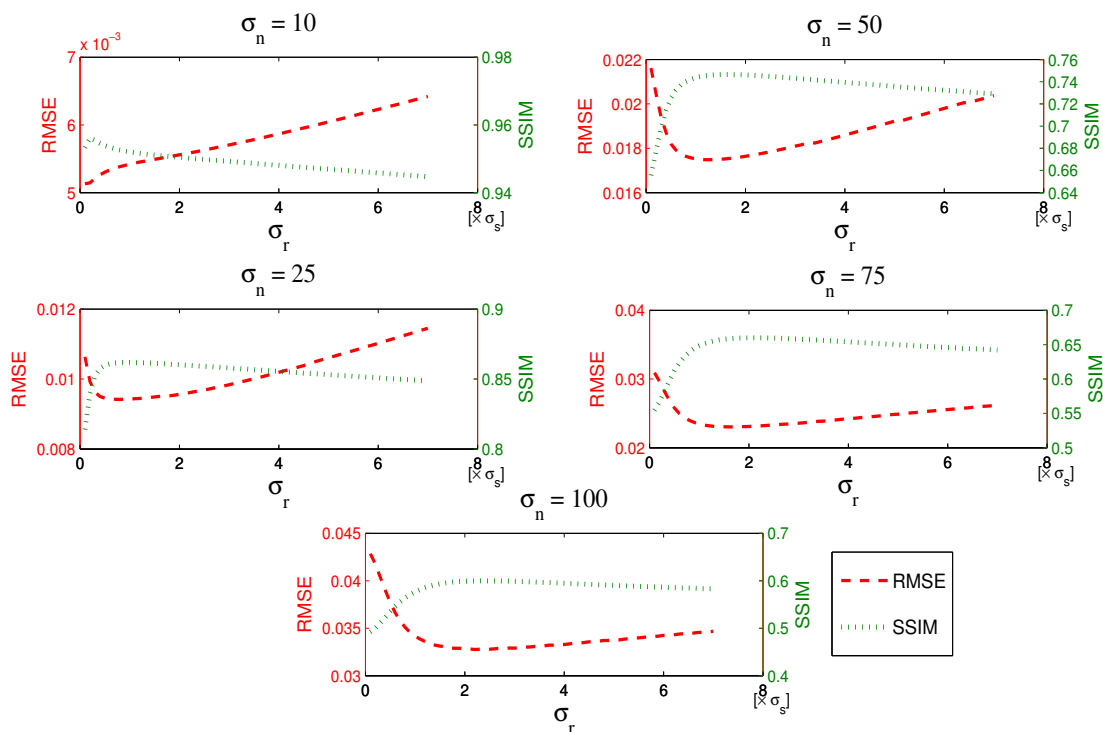 σn = 10
7 x 10⁻³
6
5
RMSE
0.98
0.96
0.94
SSIM
0 2 4 6 8
[× σs]
σr
σn = 50
0.022
0.02
0.018
0.016
RMSE
0.76
0.74
0.72
0.7
0.68
0.66
0.64
SSIM
0 2 4 6 8
[× σs]
σr
σn = 25
0.012
0.01
0.008
RMSE
0.9
0.85
0.8
SSIM
0 2 4 6 8
[× σs]
σr
σn = 75
0.04
0.03
0.02
RMSE
0.7
0.65
0.6
0.55
0.5
SSIM
0 2 4 6 8
[× σs]
σr
σn = 100
0.045
0.04
0.035
0.03
RMSE
0.7
0.6
0.5
0.4
SSIM
0 2 4 6 8
[× σs]
σr
RMSE
SSIM